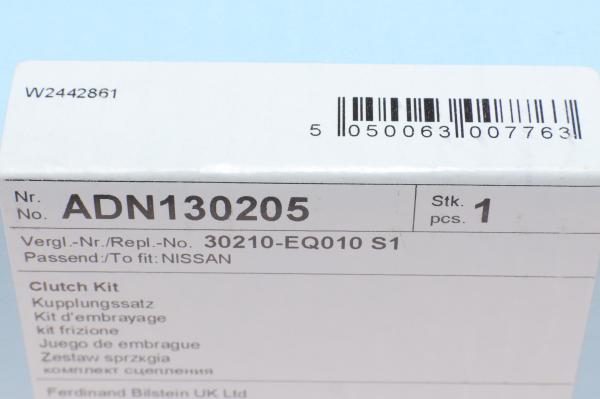 W2442861
5 050063 007763
Nr.
No. ADN130205
Stk.
pcs. 1
Vergl.-Nr./Repl.-No. 30210-EQ010 S1
Passend:/To fit: NISSAN
Clutch Kit
Kupplungssatz
Kit d'embrayage
kit frizione
Juego de embrague
Zestaw sprzkgia
комплект сцепления
Ferdinand Bilstein UK Ltd